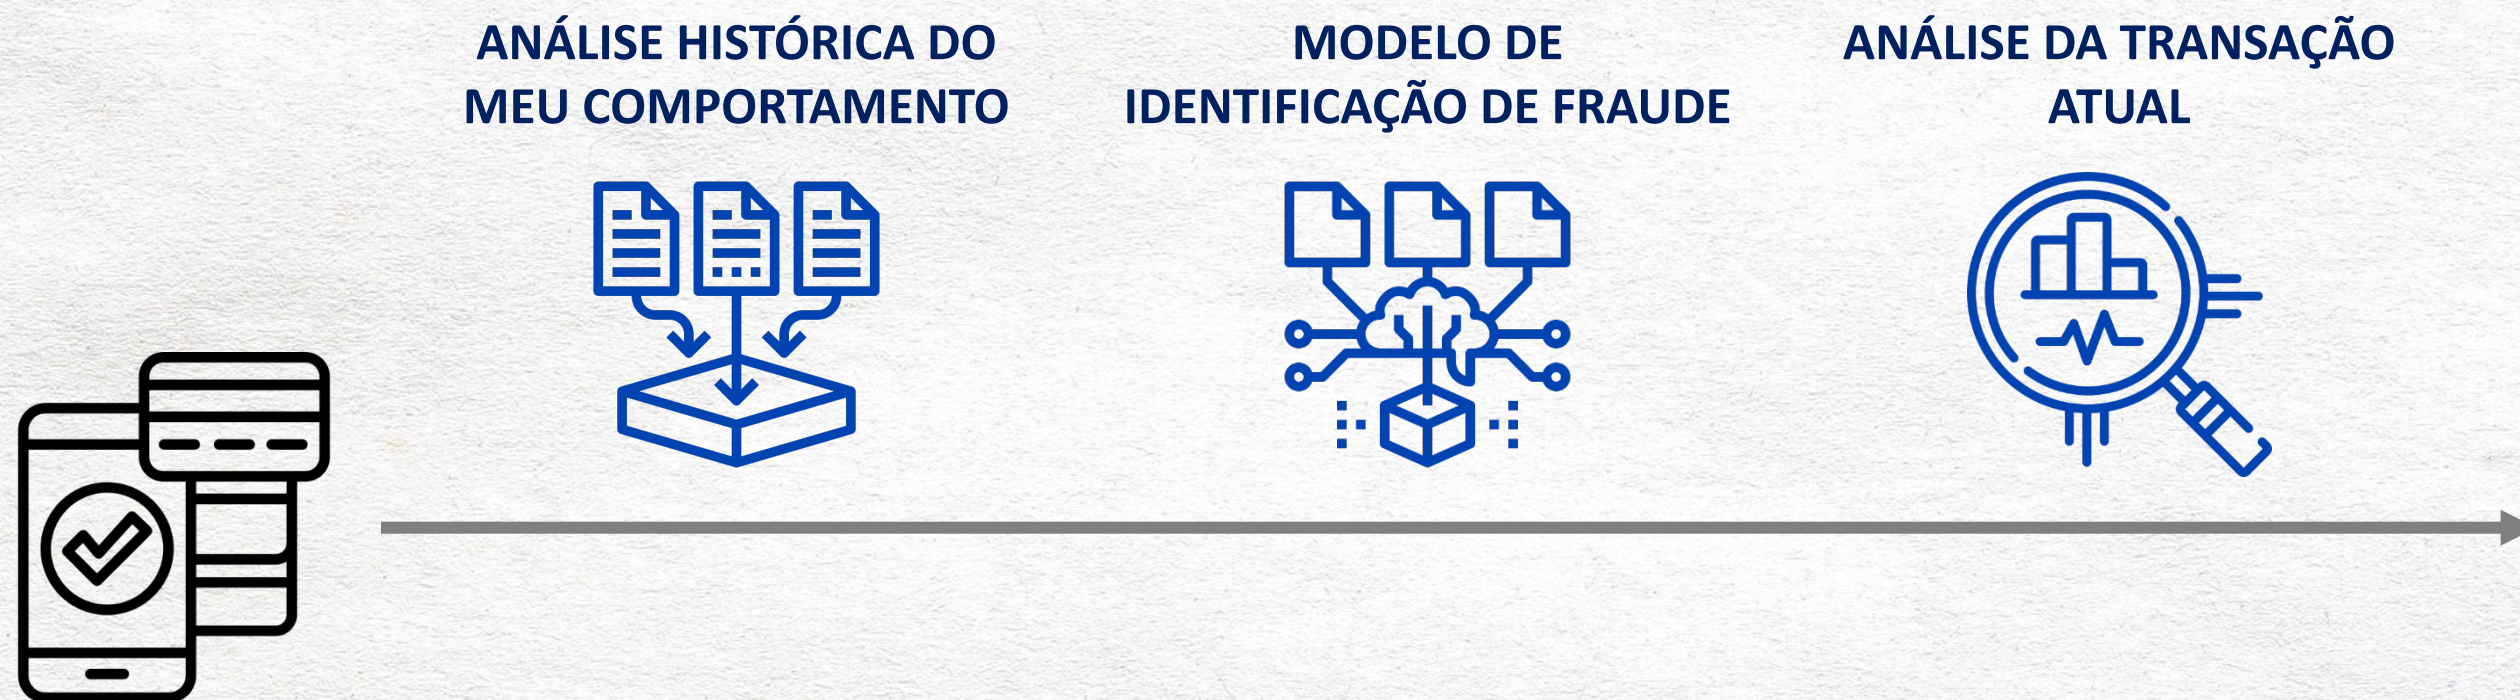 ANÁLISE HISTÓRICA DO
MEU COMPORTAMENTO
MODELO DE
IDENTIFICAÇÃO DE FRAUDE
ANÁLISE DA TRANSAÇÃO
ATUAL